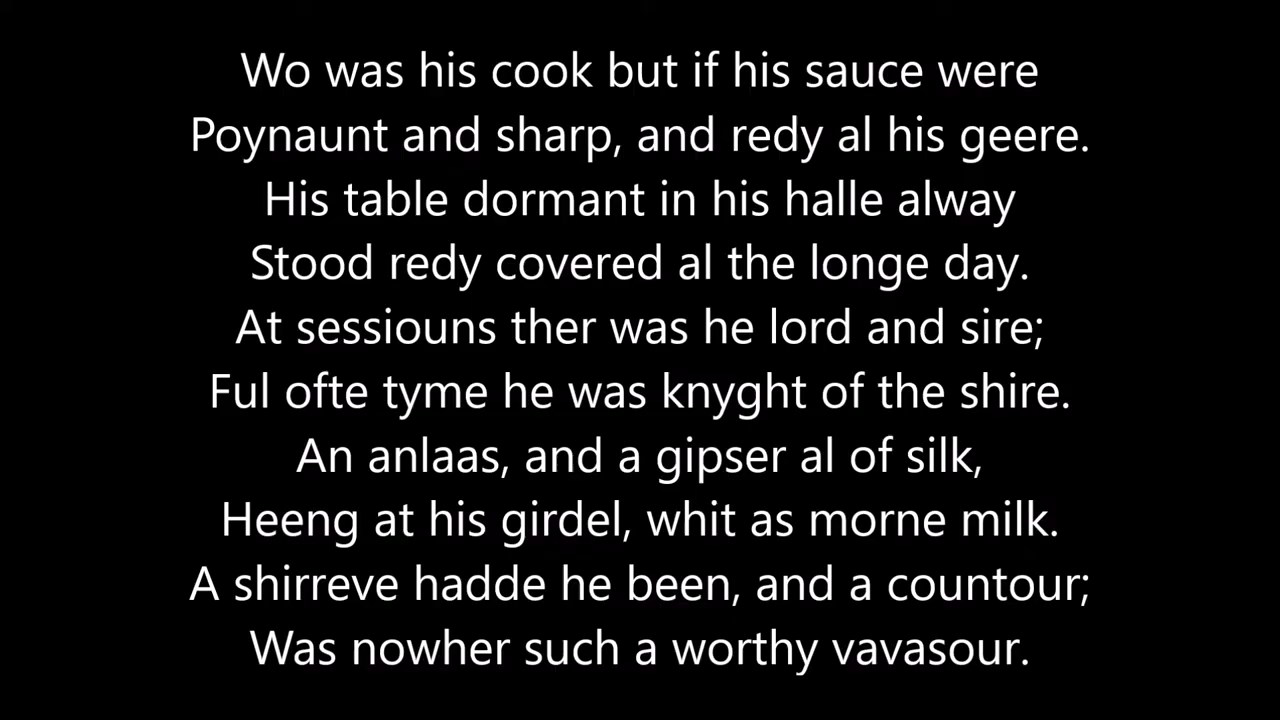 Wo was his cook but if his sauce were
Poynaunt and sharp, and redy al his geere.
His table dormant in his halle alway
Stood redy covered al the longe day.
At sessiouns ther was he lord and sire;
Ful ofte tyme he was knyght of the shire.
An anlaas, and a gipser al of silk,
Heeng at his girdel, whit as morne milk.
A shirreve hadde he been, and a countour;
Was nowher such a worthy vavasour.